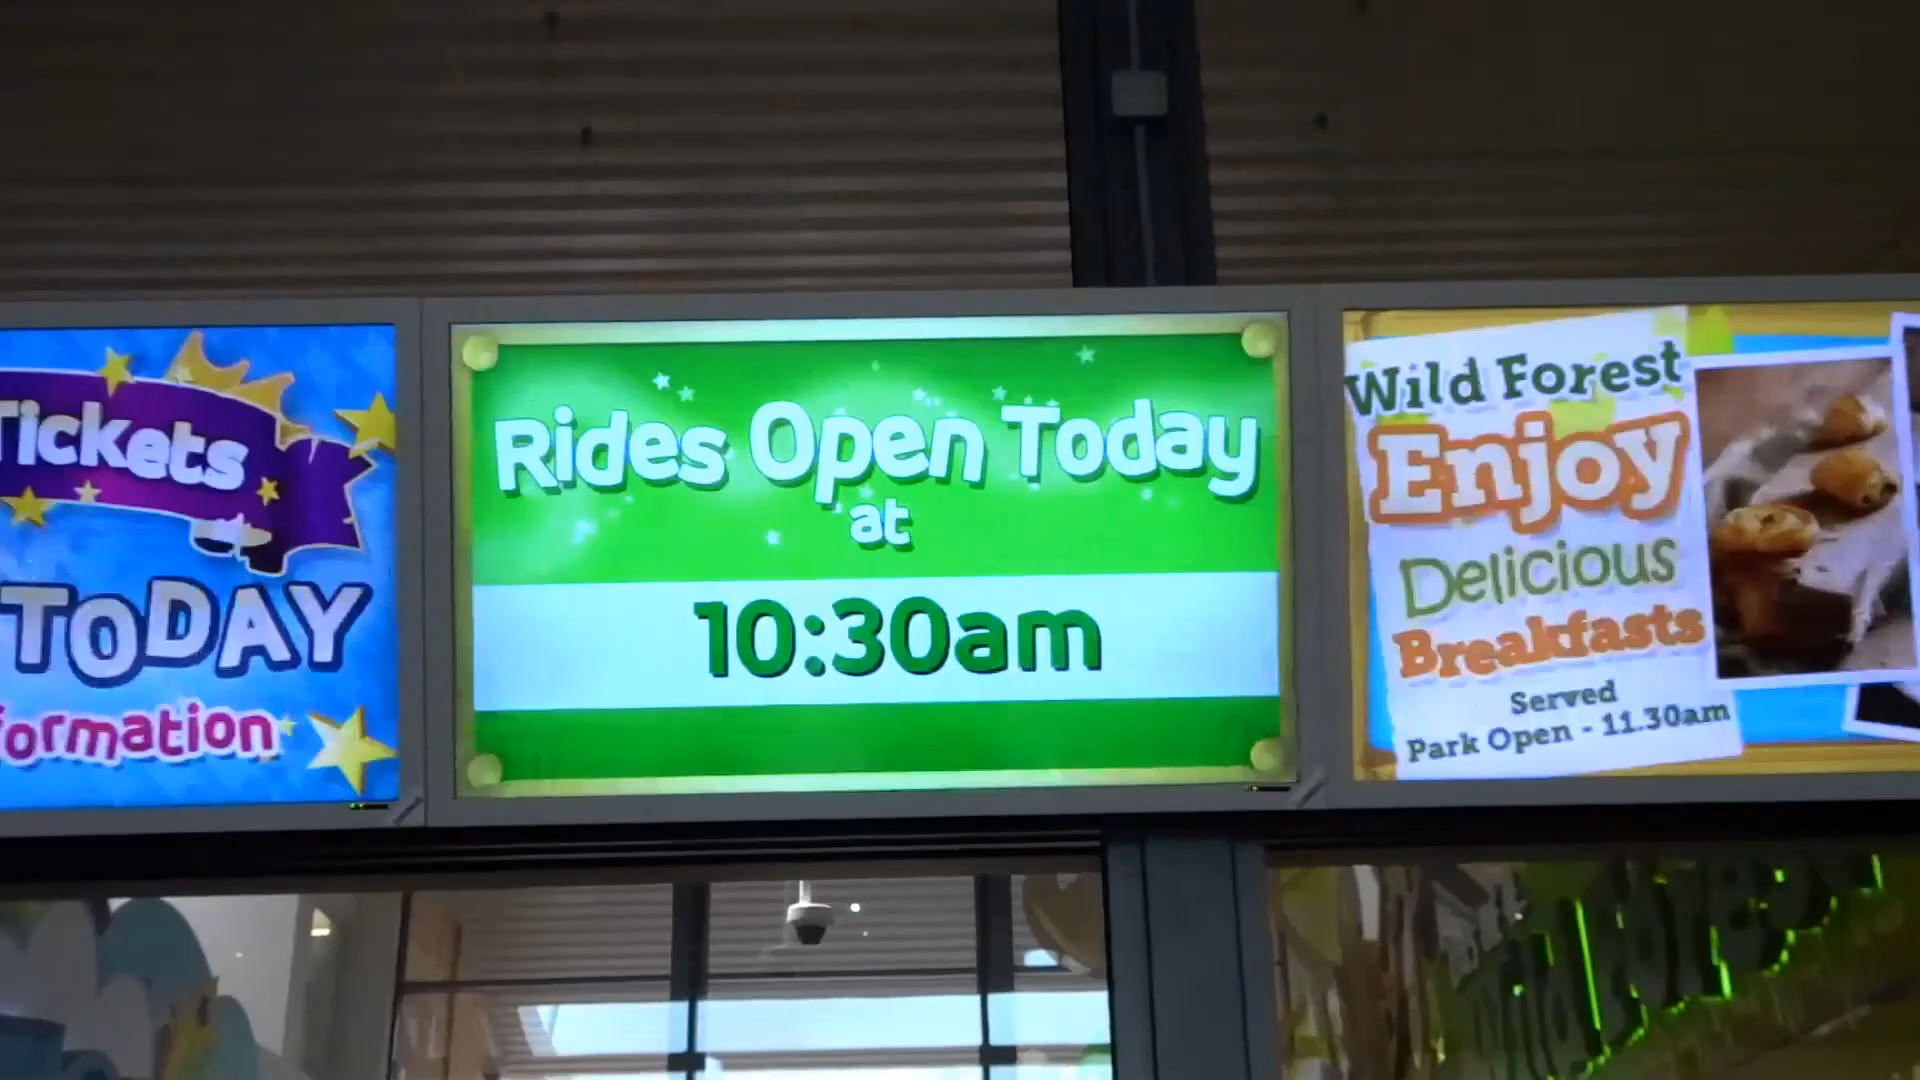 Tickets
TODAY
formation
Rides Open Today
at
10:30am
Wild Forest
Enjoy
Delicious
Breakfasts
Served
Park Open - 11.30am